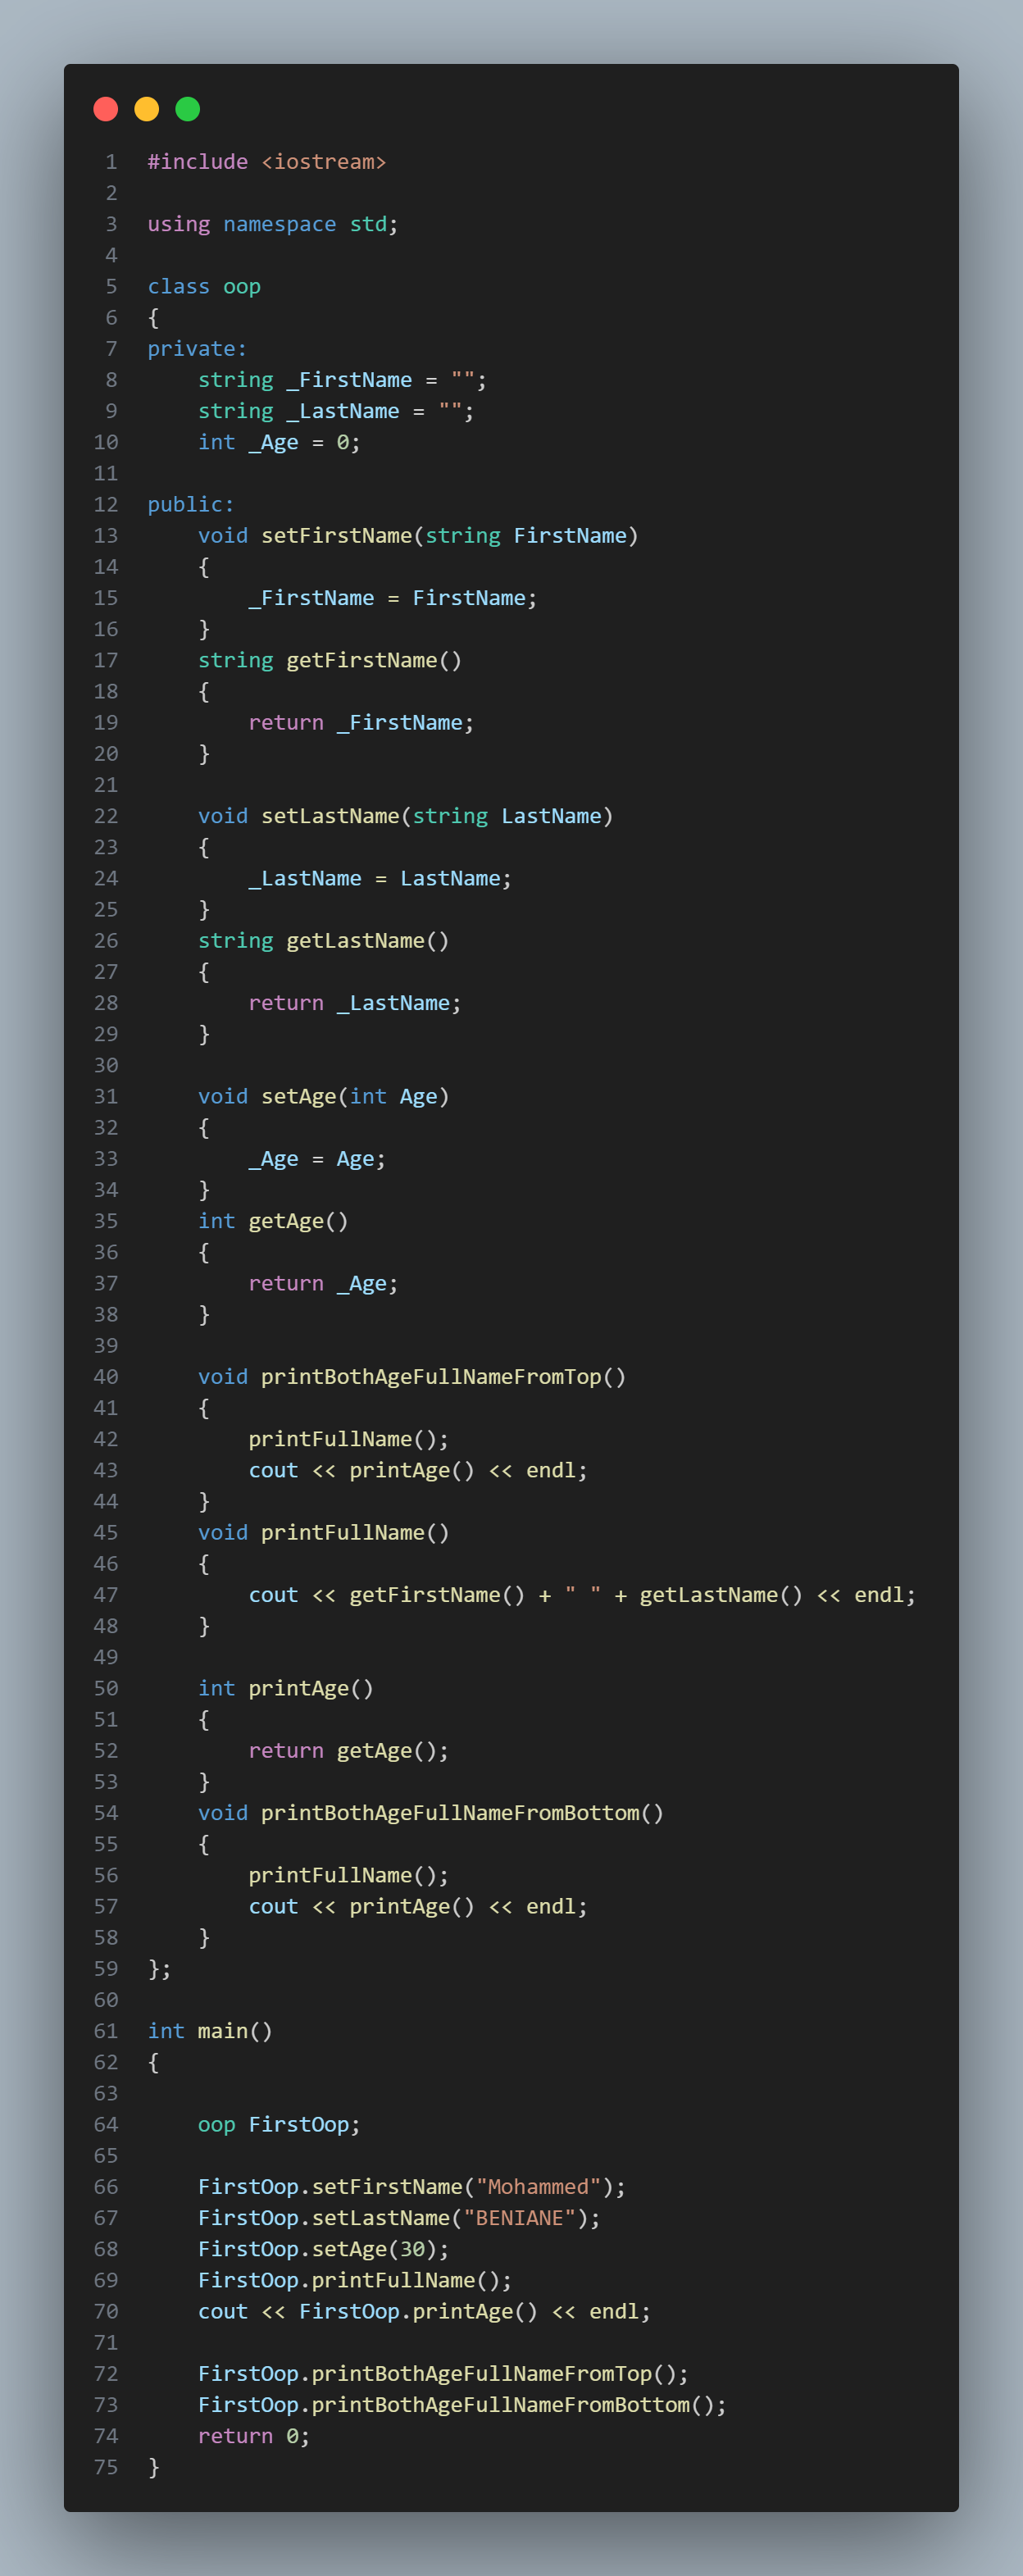 1 #include <iostream>
2
3 using namespace std;
4
5 class oop
6 {
7 private:
8     string _FirstName = "";
9     string _LastName = "";
10     int _Age = 0;
11
12 public:
13     void setFirstName(string FirstName)
14     {
15         _FirstName = FirstName;
16     }
17     string getFirstName()
18     {
19         return _FirstName;
20     }
21
22     void setLastName(string LastName)
23     {
24         _LastName = LastName;
25     }
26     string getLastName()
27     {
28         return _LastName;
29     }
30
31     void setAge(int Age)
32     {
33         _Age = Age;
34     }
35     int getAge()
36     {
37         return _Age;
38     }
39
40     void printBothAgeFullNameFromTop()
41     {
42         printFullName();
43         cout << printAge() << endl;
44     }
45     void printFullName()
46     {
47         cout << getFirstName() + " " + getLastName() << endl;
48     }
49
50     int printAge()
51     {
52         return getAge();
53     }
54     void printBothAgeFullNameFromBottom()
55     {
56         printFullName();
57         cout << printAge() << endl;
58     }
59 };
60
61 int main()
62 {
63
64     oop FirstOop;
65
66     FirstOop.setFirstName("Mohammed");
67     FirstOop.setLastName("BENIANE");
68     FirstOop.setAge(30);
69     FirstOop.printFullName();
70     cout << FirstOop.printAge() << endl;
71
72     FirstOop.printBothAgeFullNameFromTop();
73     FirstOop.printBothAgeFullNameFromBottom();
74     return 0;
75 }